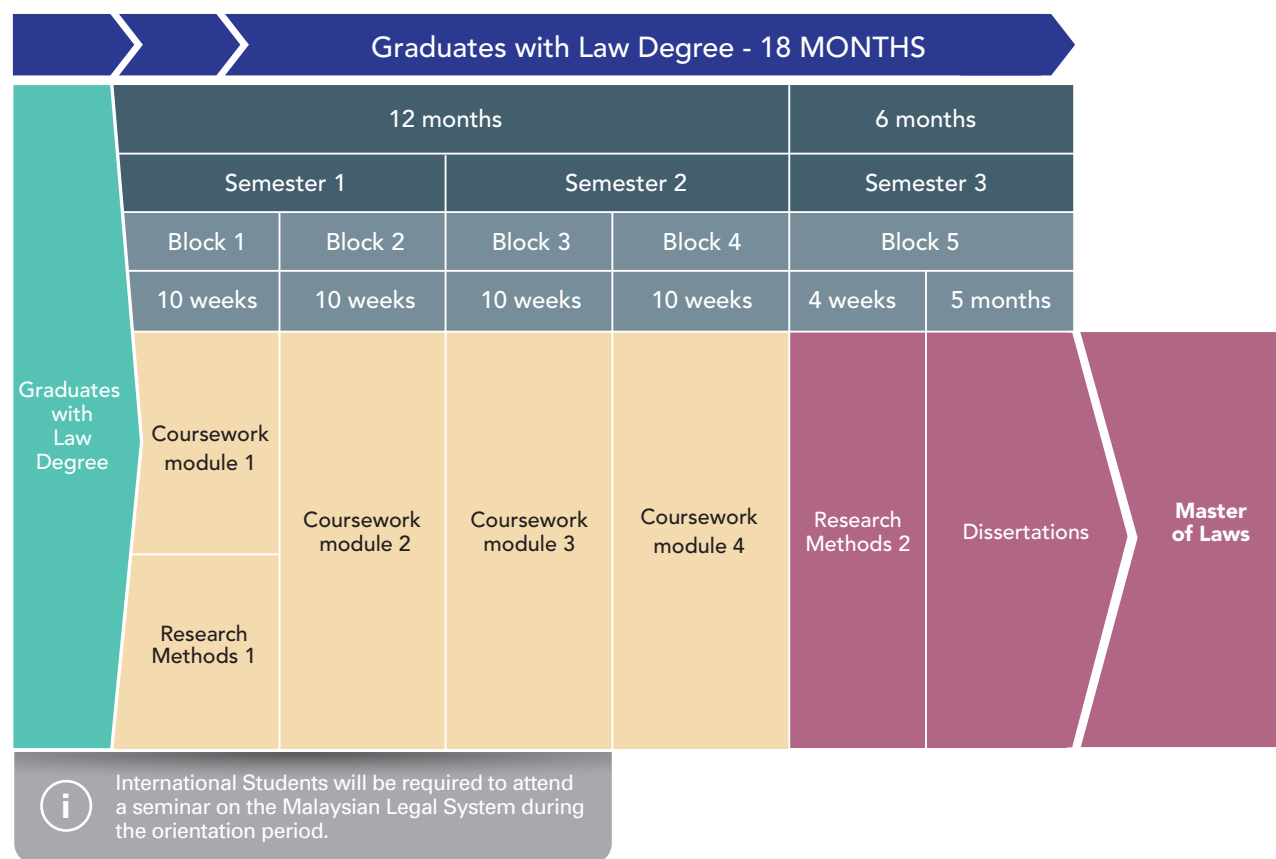 Graduates with Law Degree - 18 MONTHS
12 months
6 months
Semester 1
Semester 2
Semester 3
Block 1
Block 2
Block 3
Block 4
Block 5
10 weeks
10 weeks
10 weeks
10 weeks
4 weeks
5 months
Graduates
with
Law
Degree
Coursework
module 1
Research
Methods 1
Coursework
module 2
Coursework
module 3
Coursework
module 4
Research
Methods 2
Dissertations
Master
of Laws
i
International Students will be required to attend
a seminar on the Malaysian Legal System during
the orientation period.